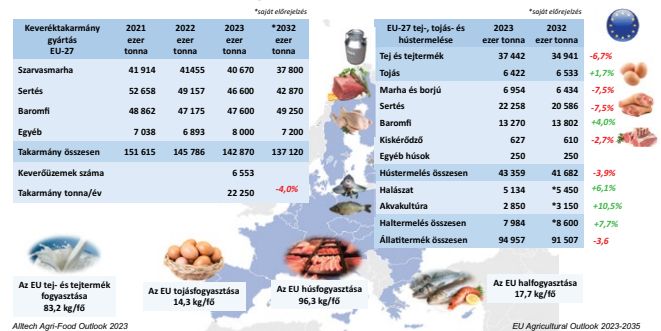 *saját előrejelzés
Keveréktakarmány gyártás EU-27 2021 ezer tonna 2022 ezer tonna 2023 ezer tonna *2032 ezer tonna
Szarvasmarha 41 914 41455 40 670 37 800
Sertés 52 658 49 157 46 600 42 870
Baromfi 48 862 47 175 47 600 49 250
Egyéb 7 038 6 893 8 000 7 200
Takarmány összesen 151 615 145 786 142 870 137 120
Keverőüzemek száma 6 553
Takarmány tonna/év 22 250 -4,0%
*saját előrejelzés
EU-27 tej-, tojás- és hústermelése 2023 ezer tonna 2032 ezer tonna
Tej és tejtermék 37 442 34 941 -6,7%
Tojás 6 422 6 533 +1,7%
Marha és borjú 6 954 6 434 -7,5%
Sertés 22 258 20 586 -7,5%
Baromfi 13 270 13 802 +4,0%
Kiskérődző 627 610 -2,7%
Egyéb húsok 250 250
Hústermelés összesen 43 359 41 682 -3,9%
Halászat 5 134 *5 450 +6,1%
Akvakultúra 2 850 *3 150 +10,5%
Haltermelés összesen 7 984 *8 600 +7,7%
Állatitermék összesen 94 957 91 507 -3,6
Az EU tej- és tejtermék
fogyasztása
83,2 kg/fő
Az EU tojásfogyasztása
14,3 kg/fő
Az EU húsfogyasztása
96,3 kg/fő
Az EU halfogyasztása
17,7 kg/fő
Alltech Agri-Food Outlook 2023
EU Agricultural Outlook 2023-2035